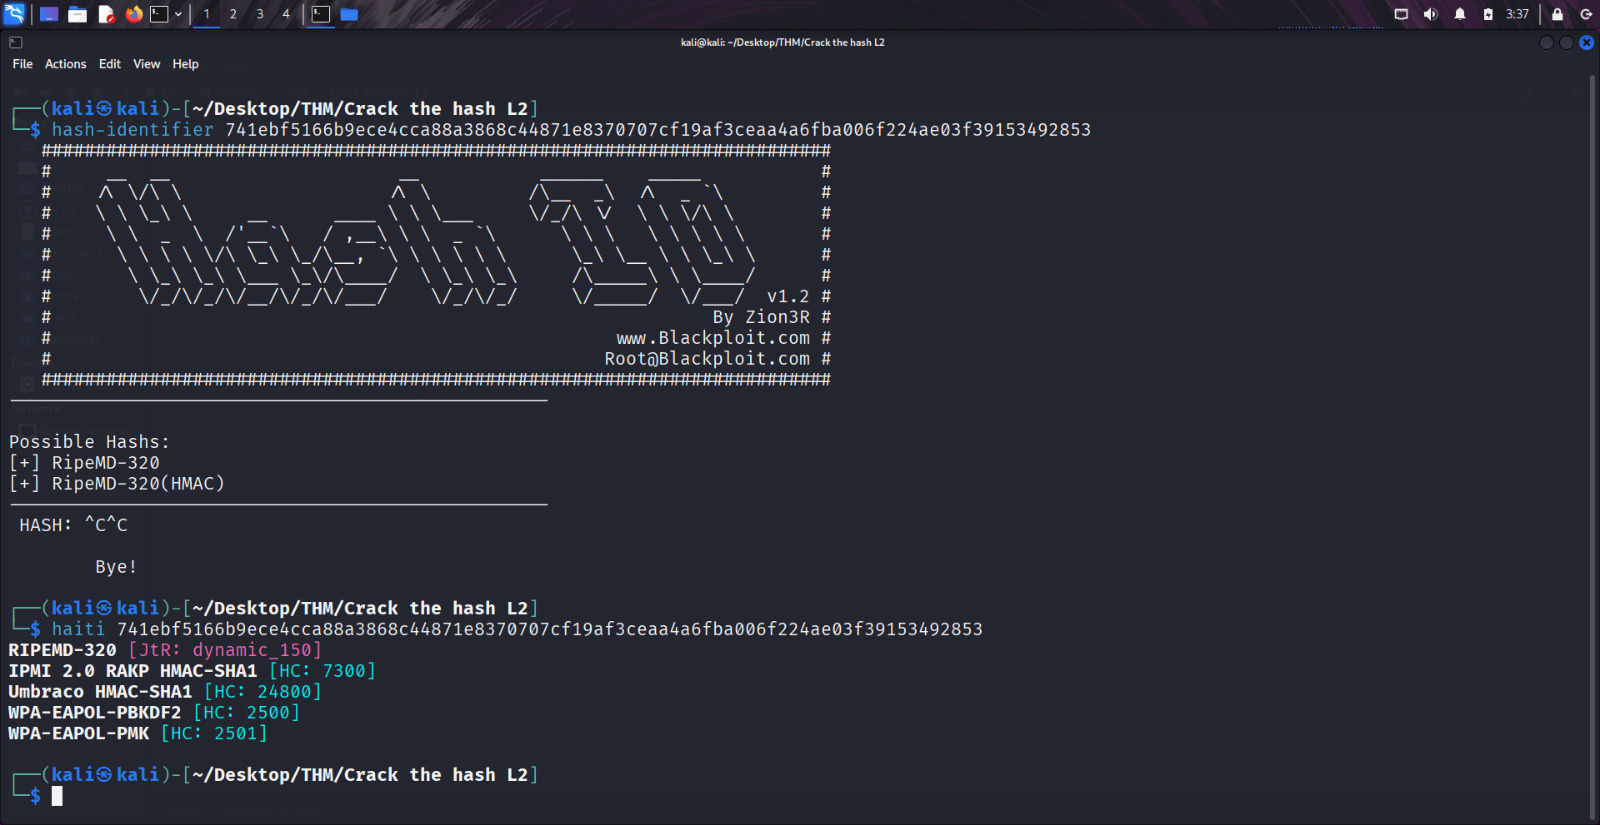 1 2 3 4
3:37
kali@kali: ~/Desktop/THM/Crack the hash L2
File Actions Edit View Help
┌──(kali㉿kali)-[~/Desktop/THM/Crack the hash L2]
└─$ hash-identifier 741ebf5166b9ece4cca88a3868c44871e8370707cf19af3ceaa4a6fba006f224ae03f39153492853
v1.2
By Zion3R
www.Blackploit.com
Root@Blackploit.com
Possible Hashs:
[+] RipeMD-320
[+] RipeMD-320(HMAC)
HASH: ^C^C
Bye!
┌──(kali㉿kali)-[~/Desktop/THM/Crack the hash L2]
└─$ haiti 741ebf5166b9ece4cca88a3868c44871e8370707cf19af3ceaa4a6fba006f224ae03f39153492853
RIPEMD-320 [JtR: dynamic_150]
IPMI 2.0 RAKP HMAC-SHA1 [HC: 7300]
Umbraco HMAC-SHA1 [HC: 24800]
WPA-EAPOL-PBKDF2 [HC: 2500]
WPA-EAPOL-PMK [HC: 2501]
┌──(kali㉿kali)-[~/Desktop/THM/Crack the hash L2]
└─$